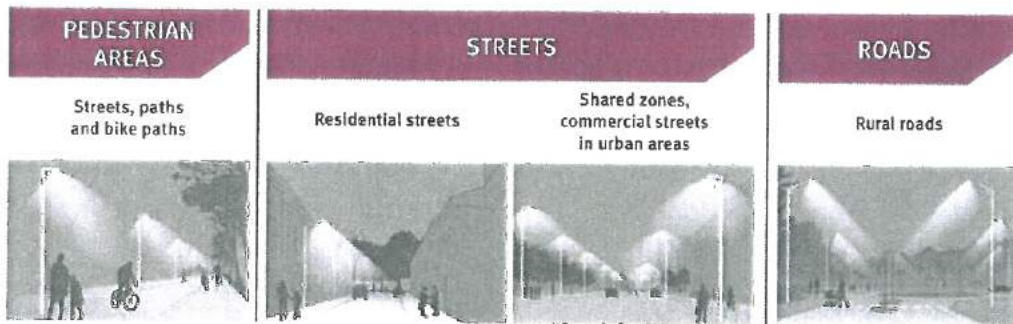 PEDESTRIAN
AREAS
Streets, paths
and bike paths
STREETS
Residential streets
Shared zones,
commercial streets
in urban areas
ROADS
Rural roads